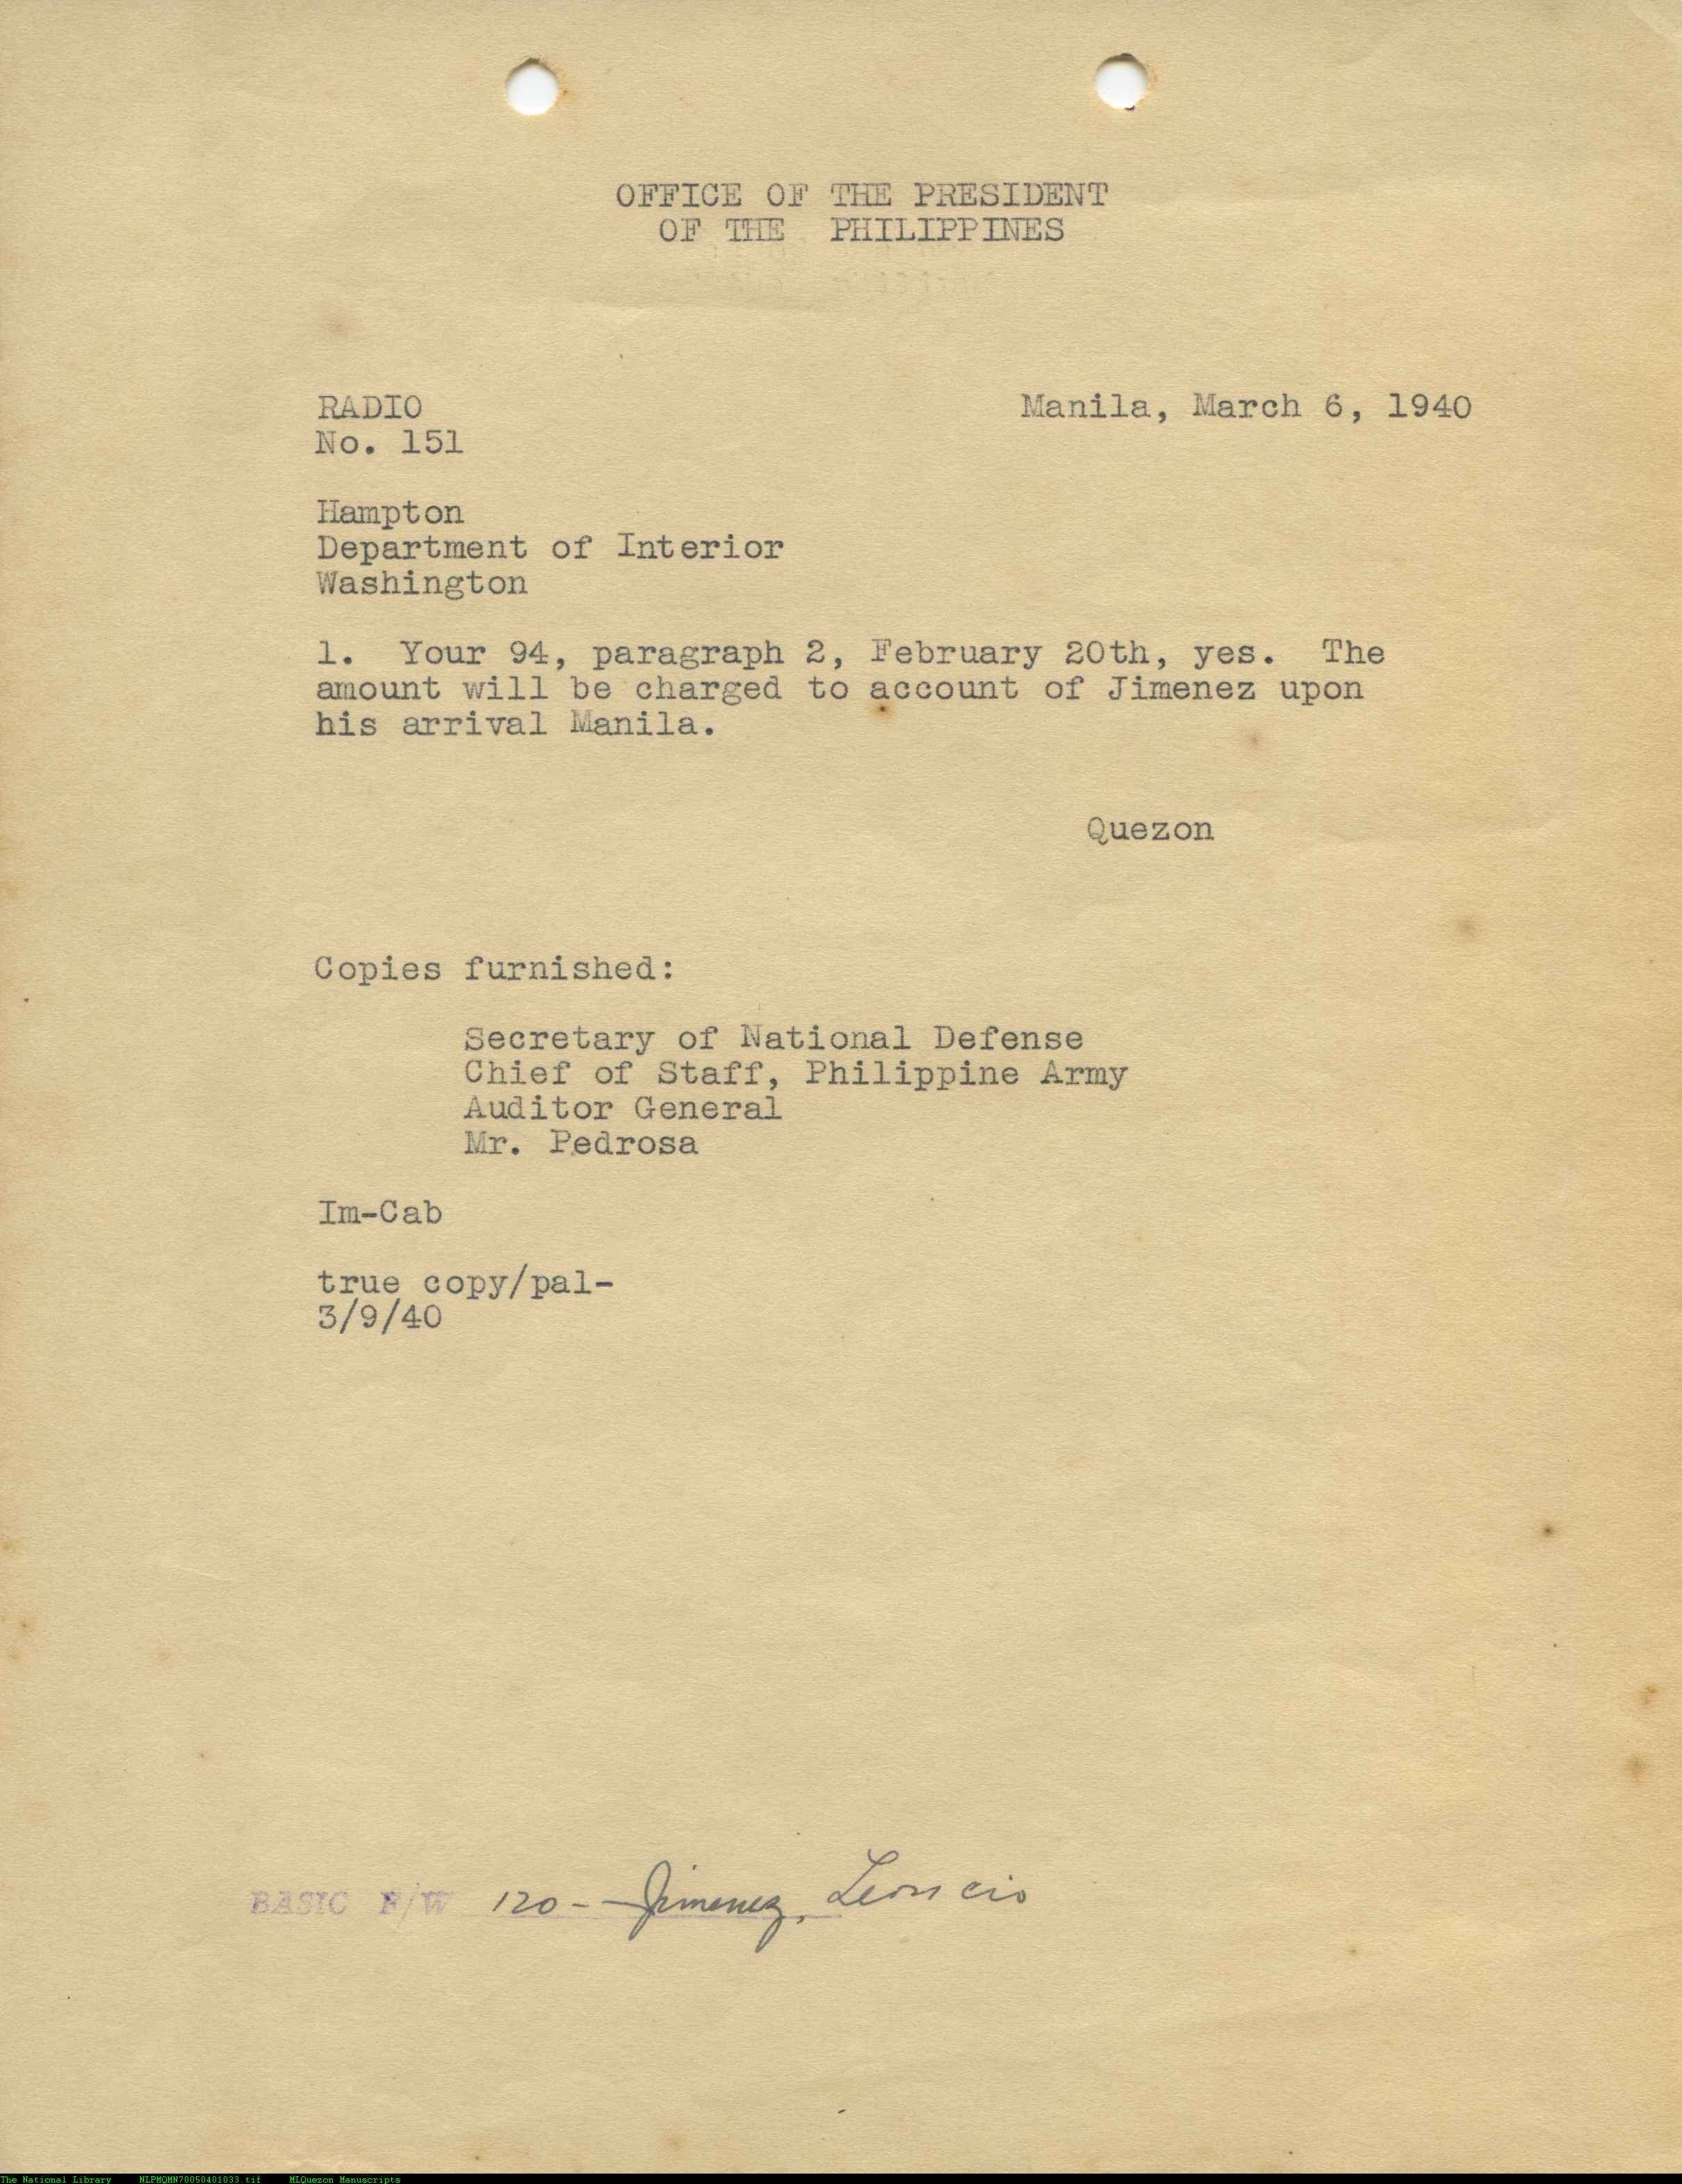 OFFICE OF THE PRESIDENT
OF THE PHILIPPINES
RADIO Manila, March 6, 1940
No. 151
Hampton
Department of Interior
Washington
1. Your 94, paragraph 2, February 20th, yes. The
amount will be charged to account of Jimenez upon
his arrival Manila.
Quezon
Copies furnished:
Secretary of National Defense
Chief of Staff, Philippine Army
Auditor General
Mr. Pedrosa
Im-Cab
true copy/pal-
3/9/40
BASIC F/W 120 - Jimenez, Leoncio
The National Library NLPMQMN70050401033.tif MLQuezon Manuscripts